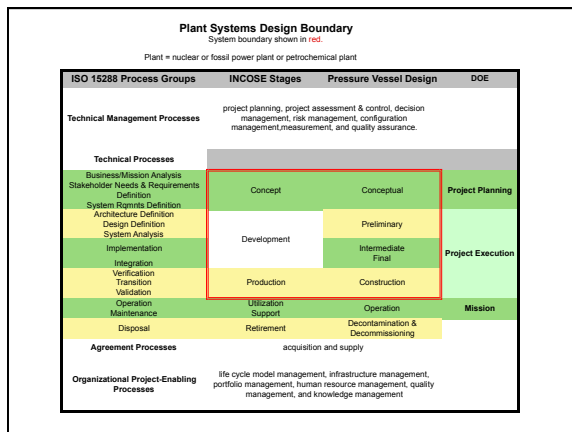 Plant Systems Design Boundary
System boundary shown in red.
Plant = nuclear or fossil power plant or petrochemical plant
ISO 15288 Process Groups INCOSE Stages Pressure Vessel Design DOE
Technical Management Processes
project planning, project assessment & control, decision
management, risk management, configuration
management,measurement, and quality assurance.
Technical Processes
Business/Mission Analysis
Stakeholder Needs & Requirements
Definition
System Rqmnts Definition
Concept
Conceptual
Project Planning
Architecture Definition
Design Definition
System Analysis
Development
Preliminary
Project Execution
Implementation
Integration
Intermediate
Final
Verificatiion
Transition
Validation
Production
Construction
Operation
Maintenance
Utilization
Support
Operation
Mission
Disposal
Retirement
Decontamination &
Decommissioning
Agreement Processes
acquisition and supply
Organizational Project-Enabling
Processes
life cycle model management, infrastructure management,
portfolio management, human resource management, quality
management, and knowledge management